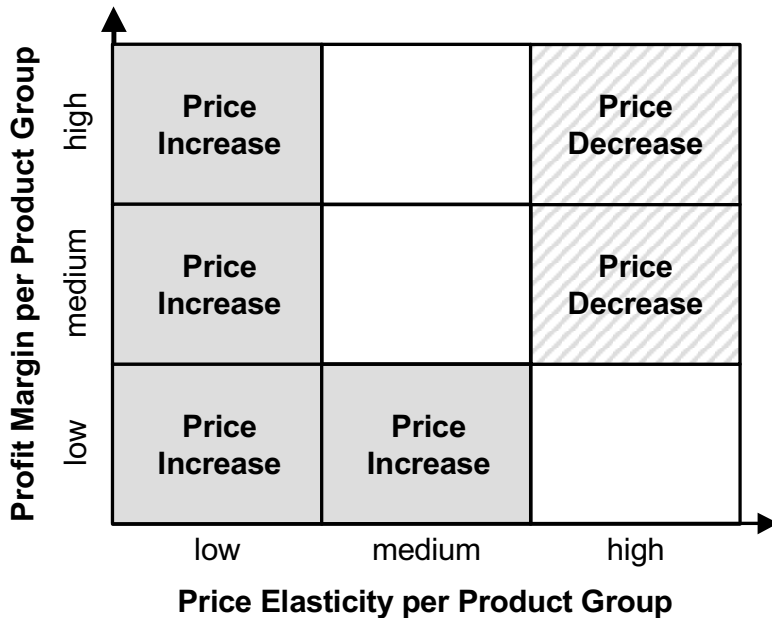 Profit Margin per Product Group
high
medium
low
Price
Increase
Price
Decrease
Price
Increase
Price
Decrease
Price
Increase
Price
Increase
low
medium
high
Price Elasticity per Product Group